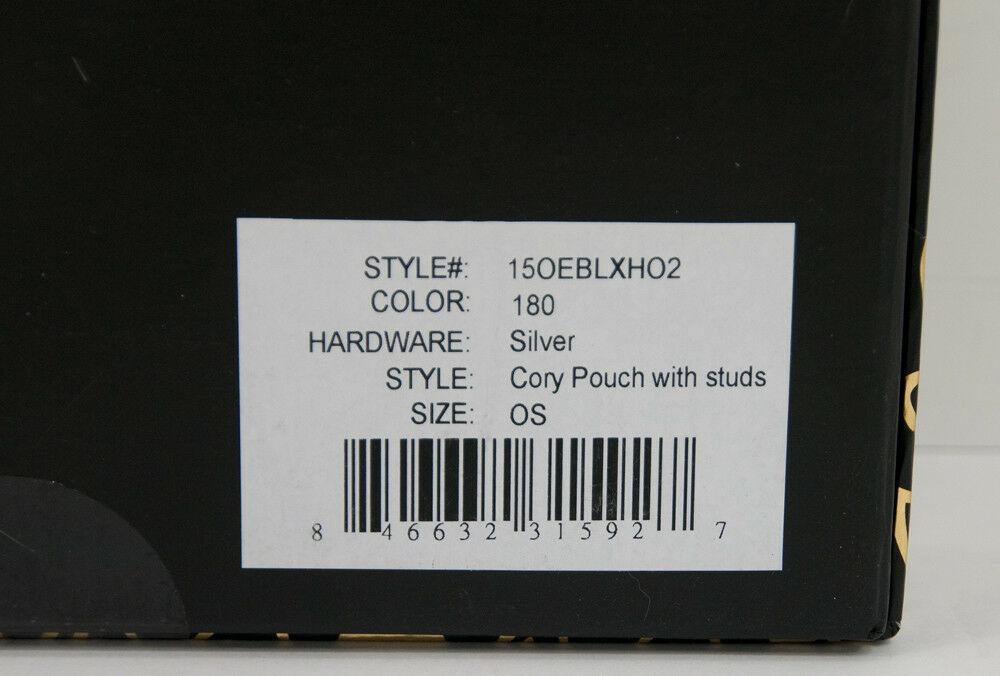 STYLE#: 15OEBLXHO2
COLOR: 180
HARDWARE: Silver
STYLE: Cory Pouch with studs
SIZE: OS
8 46632 31592 7